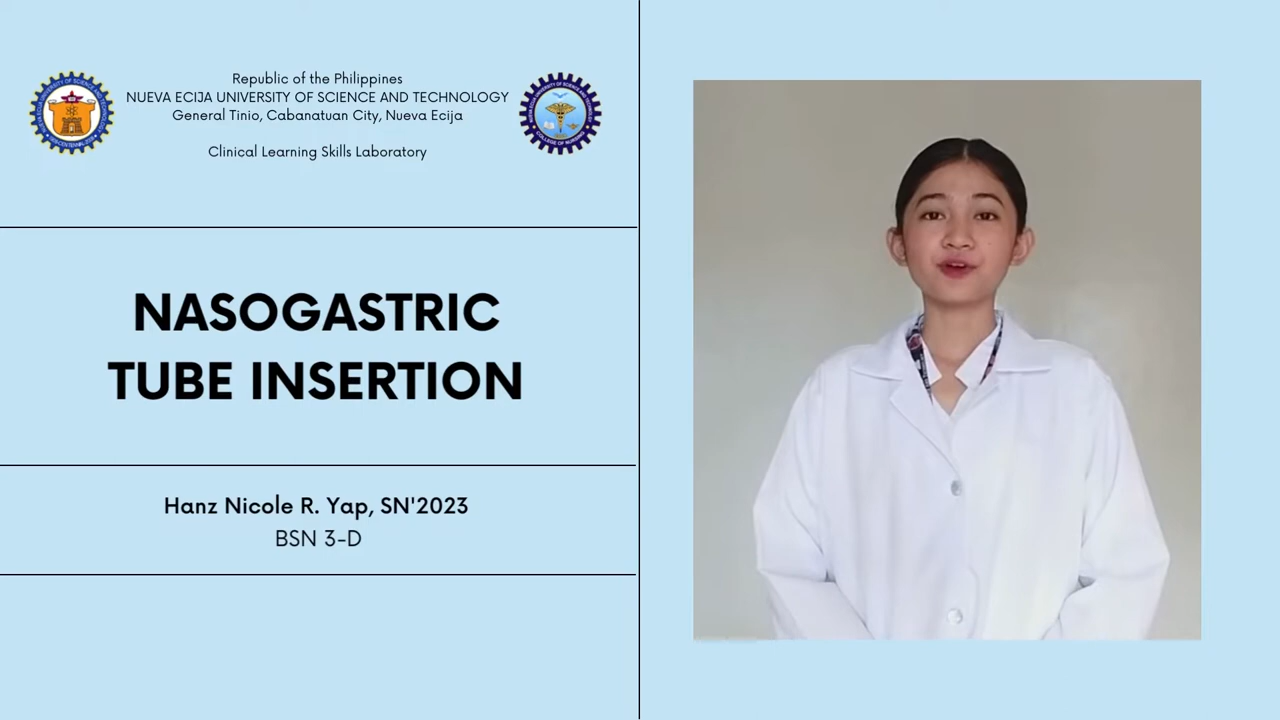 Republic of the Philippines
NUEVA ECIJA UNIVERSITY OF SCIENCE AND TECHNOLOGY
General Tinio, Cabanatuan City, Nueva Ecija
Clinical Learning Skills Laboratory
NASOGASTRIC
TUBE INSERTION
Hanz Nicole R. Yap, SN'2023
BSN 3-D